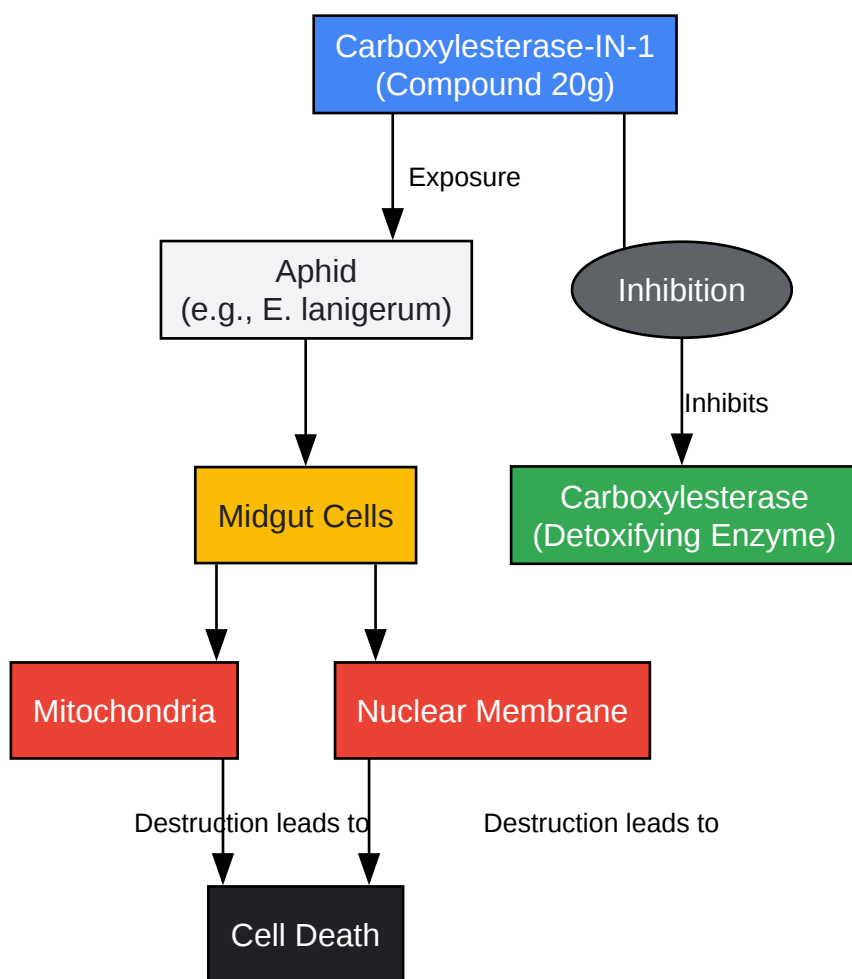 Carboxylesterase-IN-1
(Compound 20g)
Exposure
Aphid
(e.g., E. lanigerum)
Inhibition
Inhibits
Midgut Cells
Carboxylesterase
(Detoxifying Enzyme)
Mitochondria
Nuclear Membrane
Destruction leads to
Destruction leads to
Cell Death